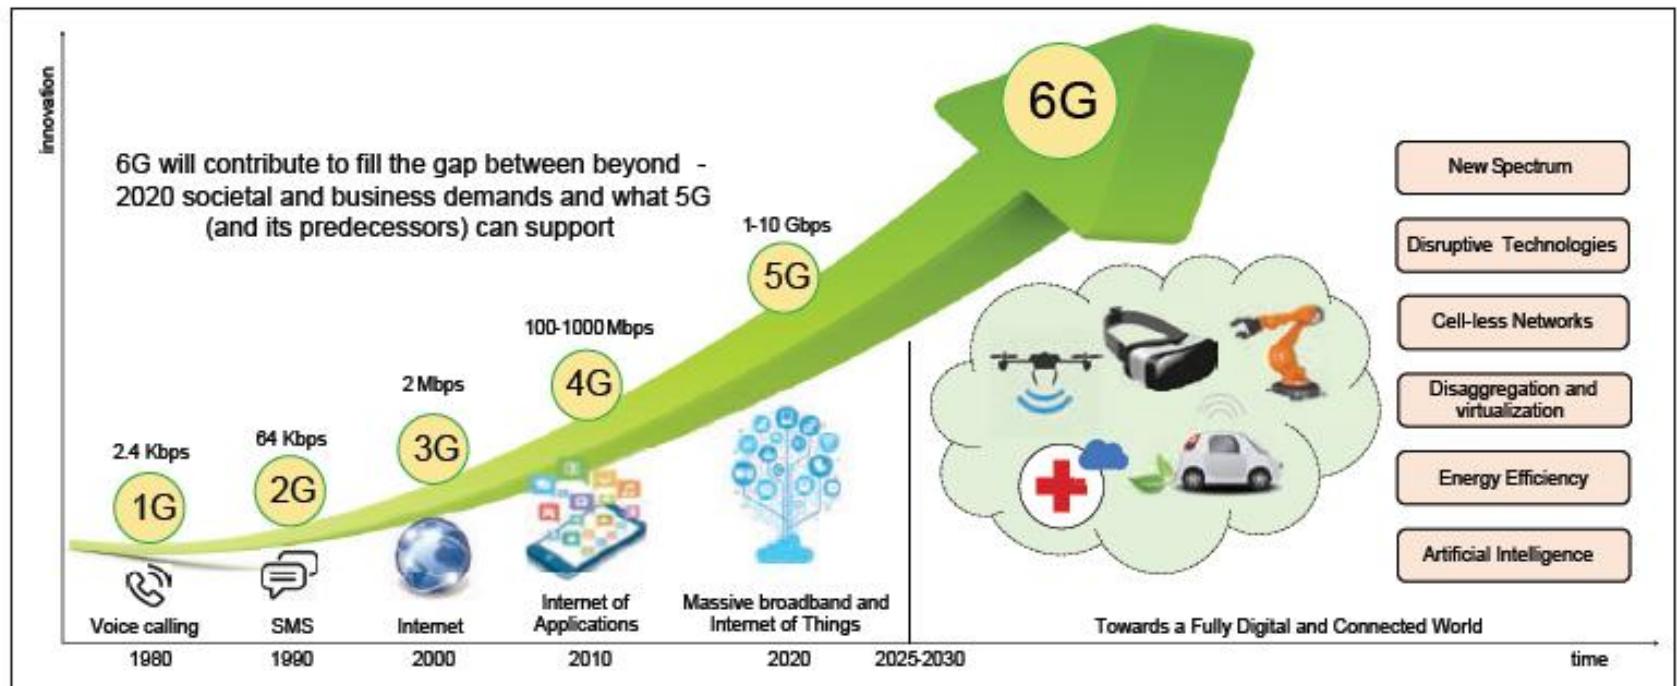 innovation
6G will contribute to fill the gap between beyond -
2020 societal and business demands and what 5G
(and its predecessors) can support
2.4 Kbps
1G
64 Kbps
2G
2 Mbps
3G
100-1000 Mbps
4G
1-10 Gbps
5G
6G
New Spectrum
Disruptive Technologies
Cell-less Networks
Disaggregation and
virtualization
Energy Efficiency
Artificial Intelligence
Voice calling
SMS
Internet
Internet of
Applications
Massive broadband and
Internet of Things
Towards a Fully Digital and Connected World
1980
1990
2000
2010
2020
2025-2030
time